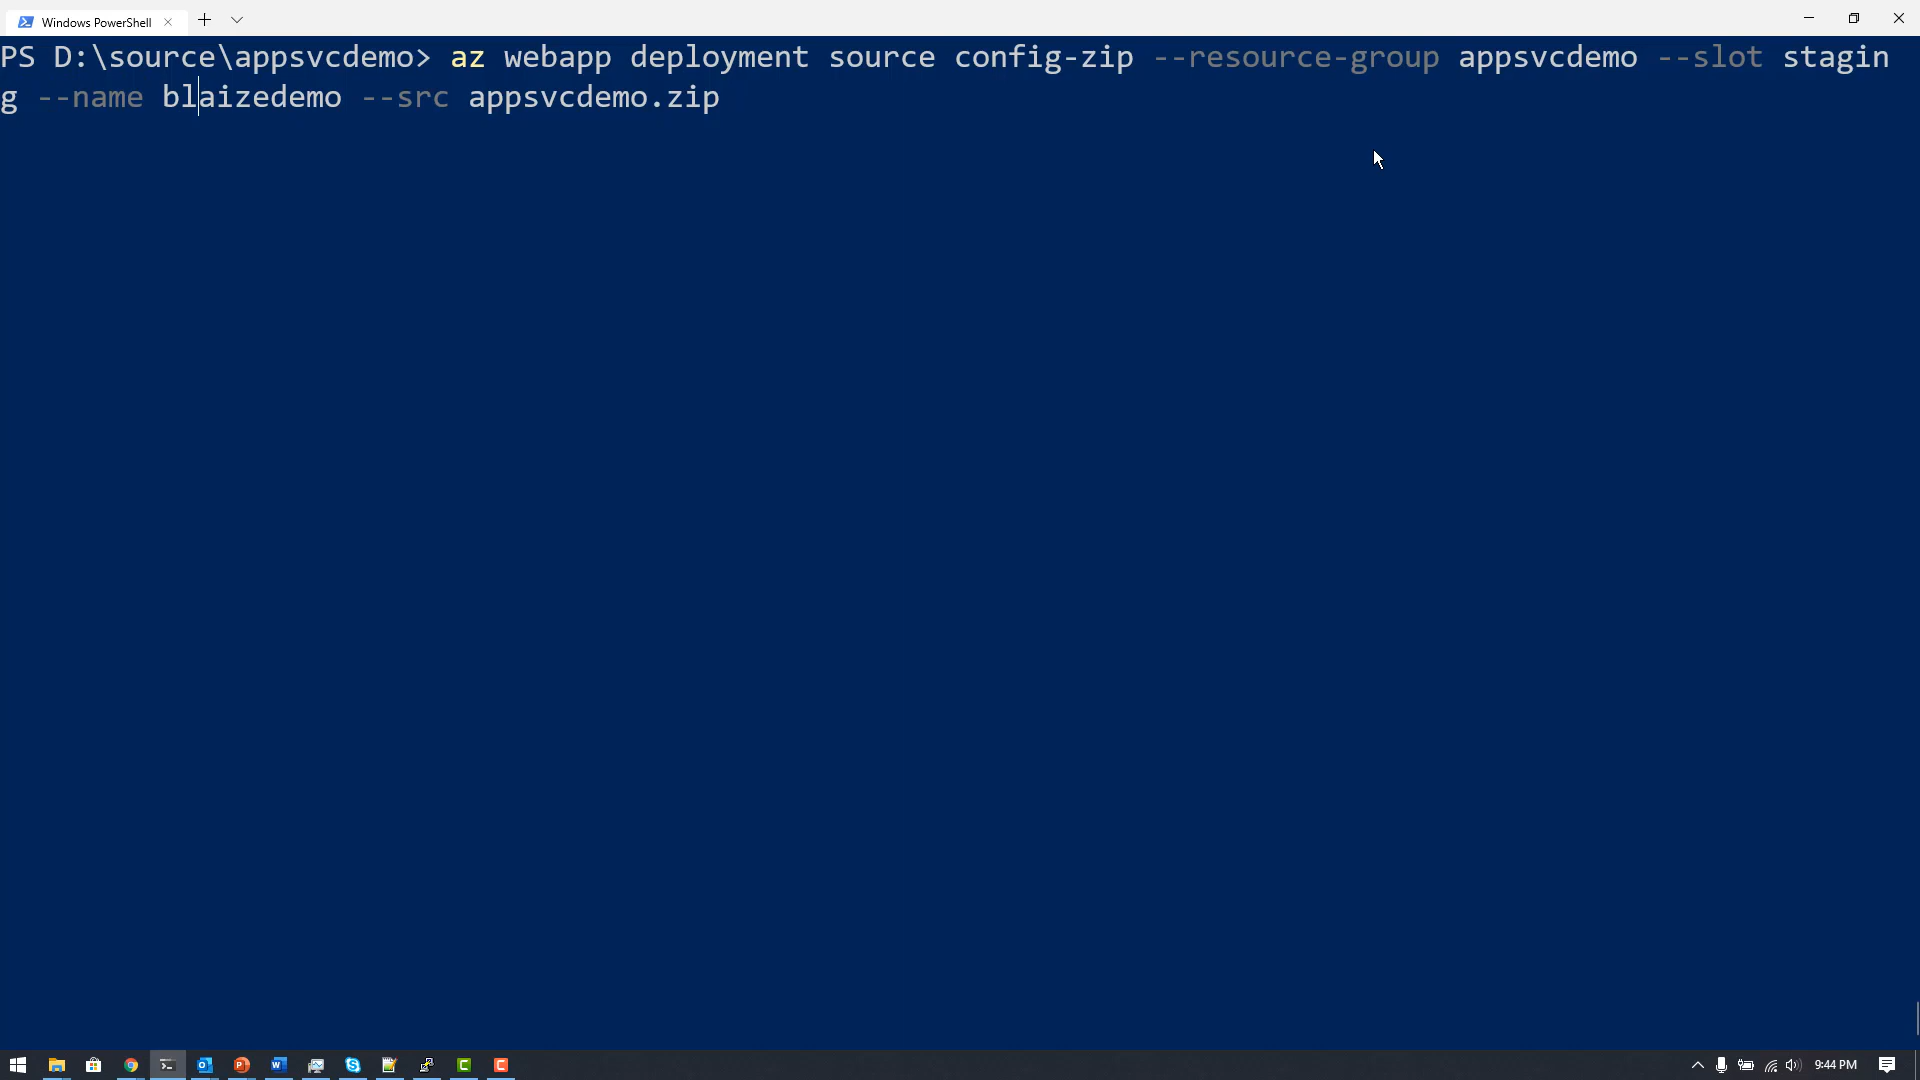 Windows PowerShell
PS D:\source\appsvcdemo> az webapp deployment source config-zip --resource-group appsvcdemo --slot stagin
g --name blaizedemo --src appsvcdemo.zip
9:44 PM